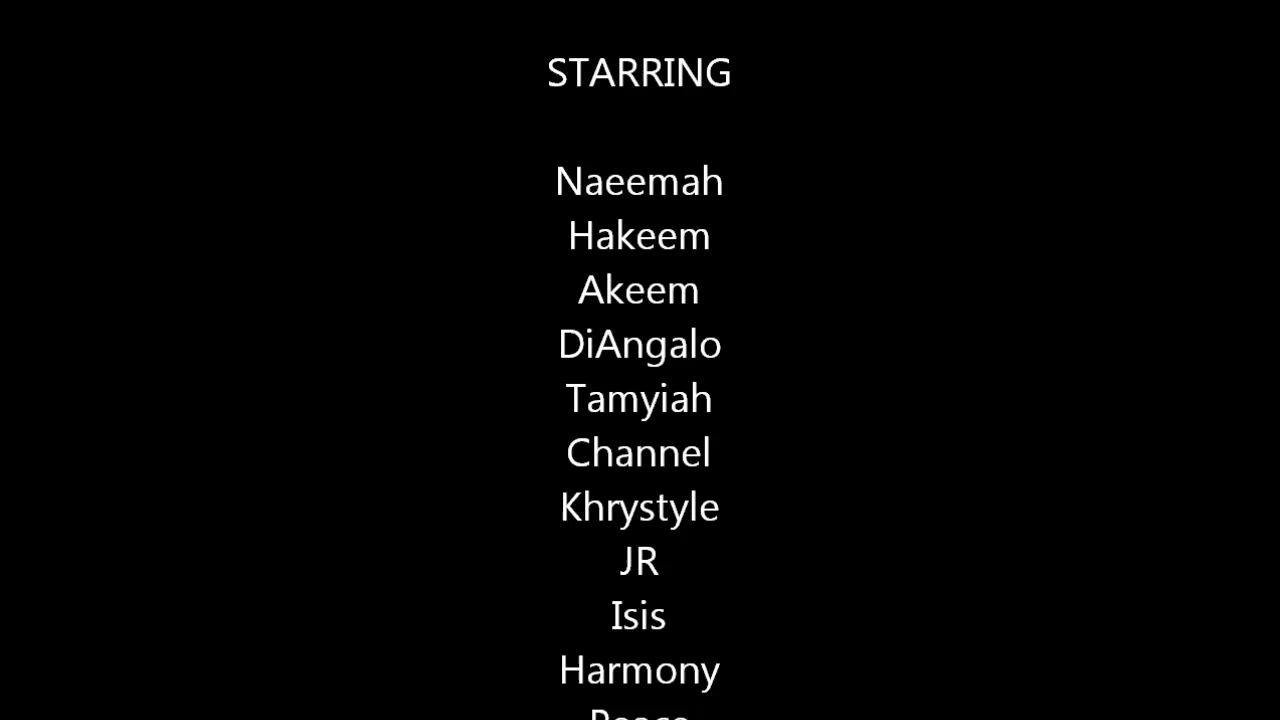 STARRING
Naeemah
Hakeem
Akeem
DiAngalo
Tamyiah
Channel
Khrystyle
JR
Isis
Harmony